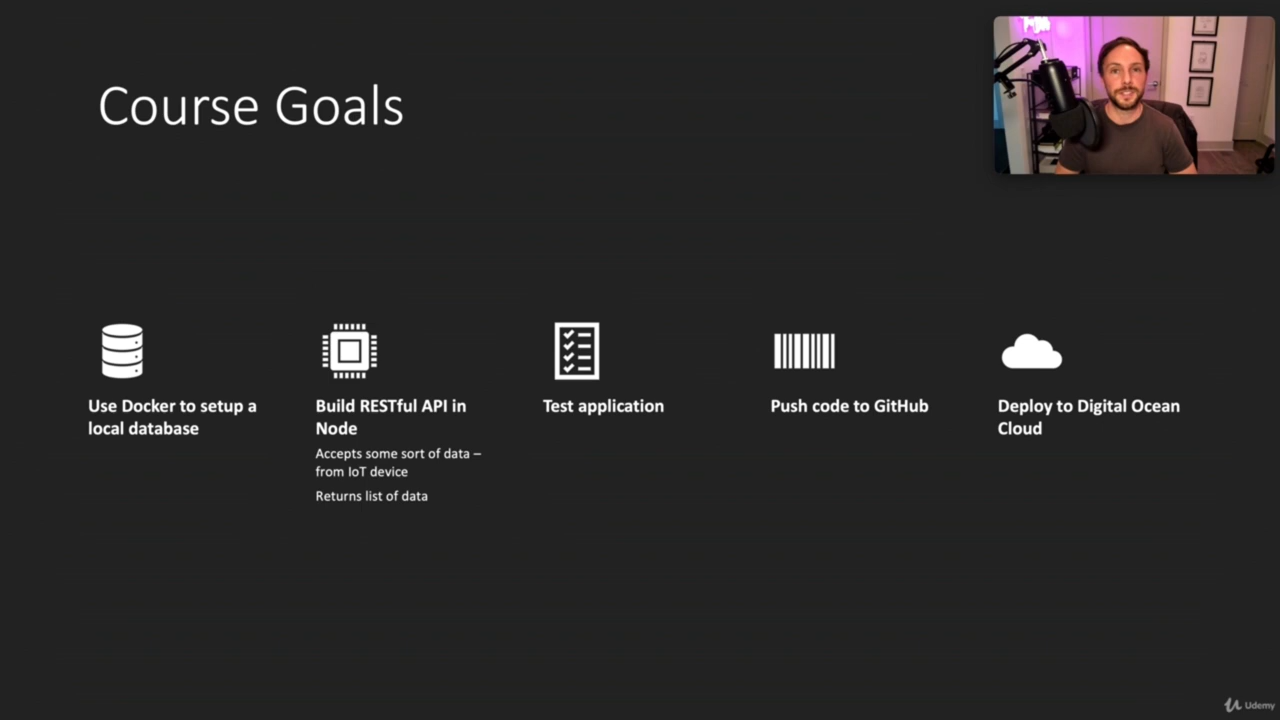 Course Goals
Use Docker to setup a
local database
Build RESTful API in
Node
Accepts some sort of data –
from IoT device
Returns list of data
Test application
Push code to GitHub
Deploy to Digital Ocean
Cloud
Udemy